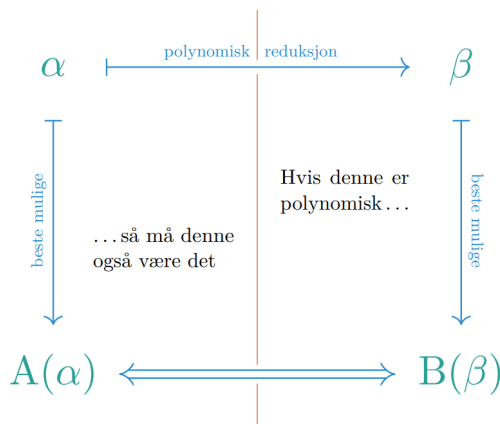 polynomisk reduksjon
α β
beste mulige
beste mulige
Hvis denne er
polynomisk...
...så må denne
også være det
A(α) B(β)